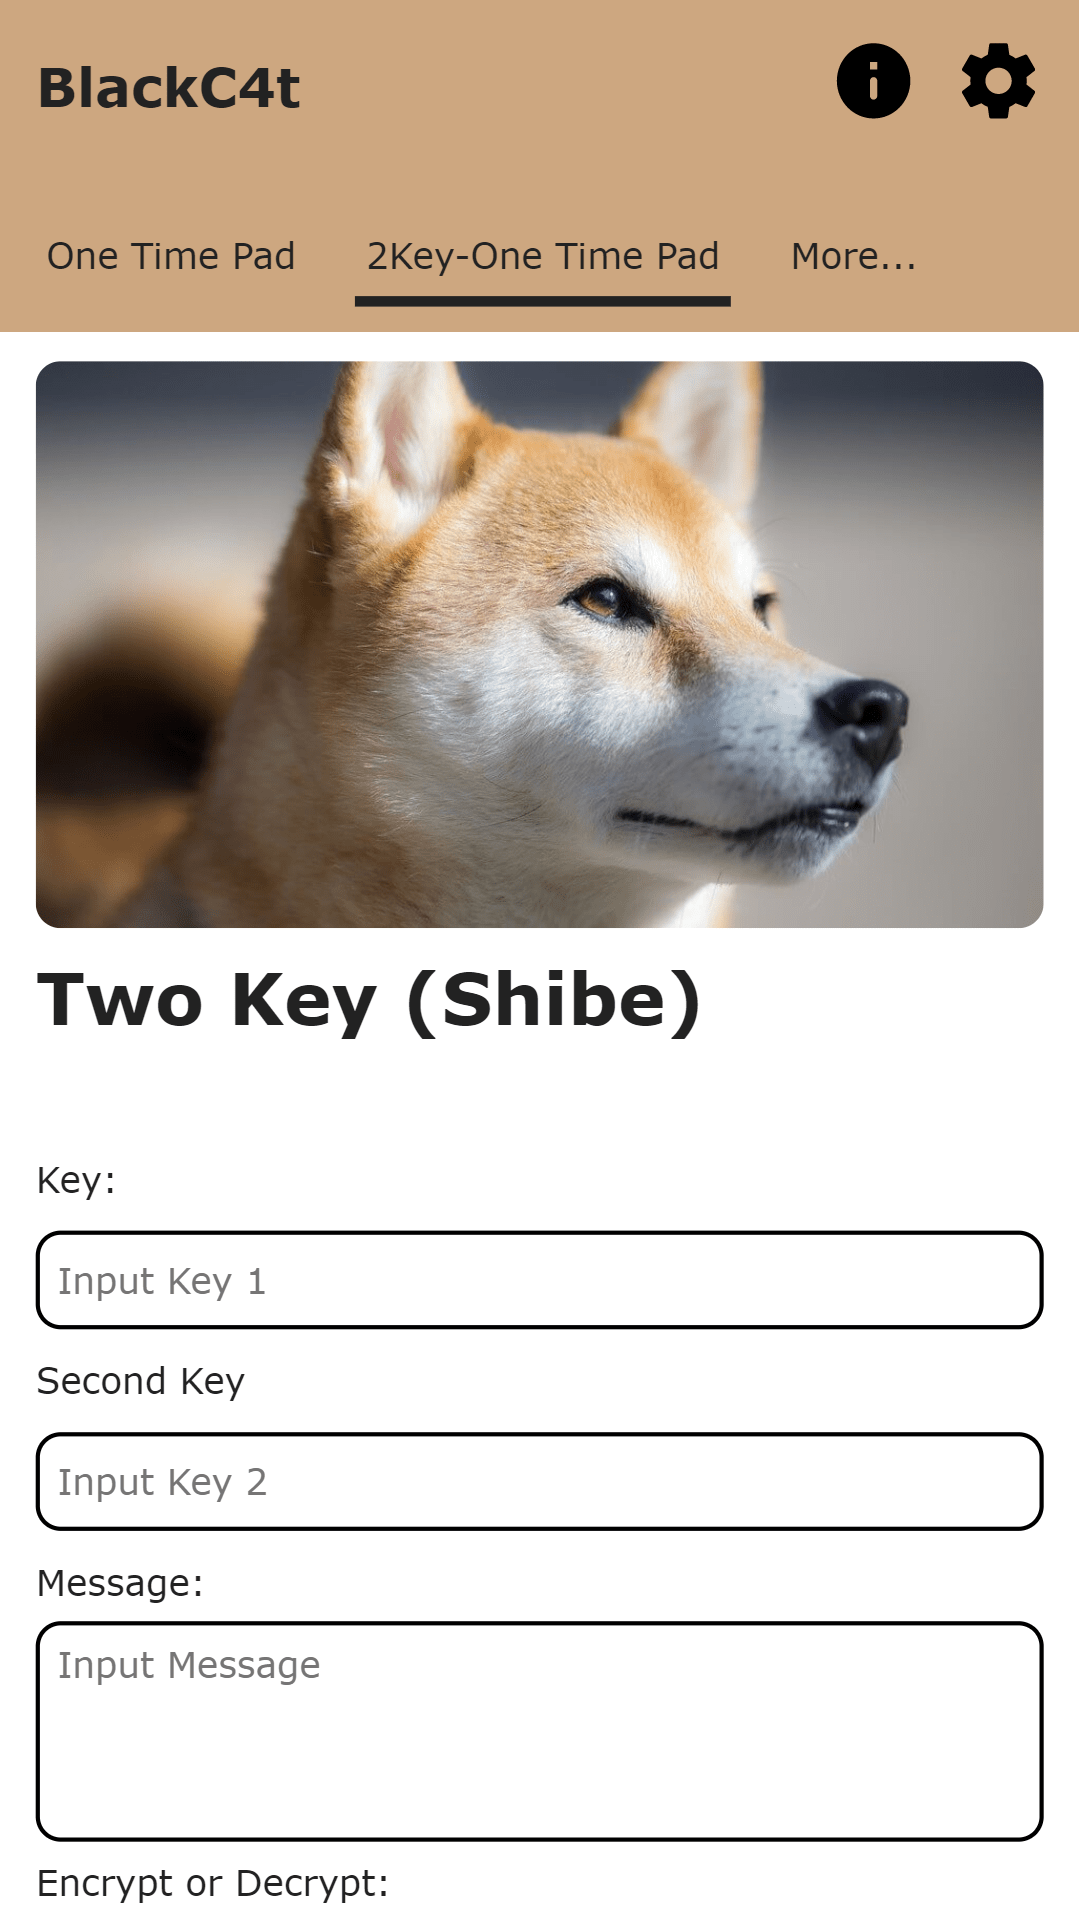 BlackC4t
One Time Pad 2Key-One Time Pad More...
Two Key (Shibe)
Key:
Input Key 1
Second Key
Input Key 2
Message:
Input Message
Encrypt or Decrypt: